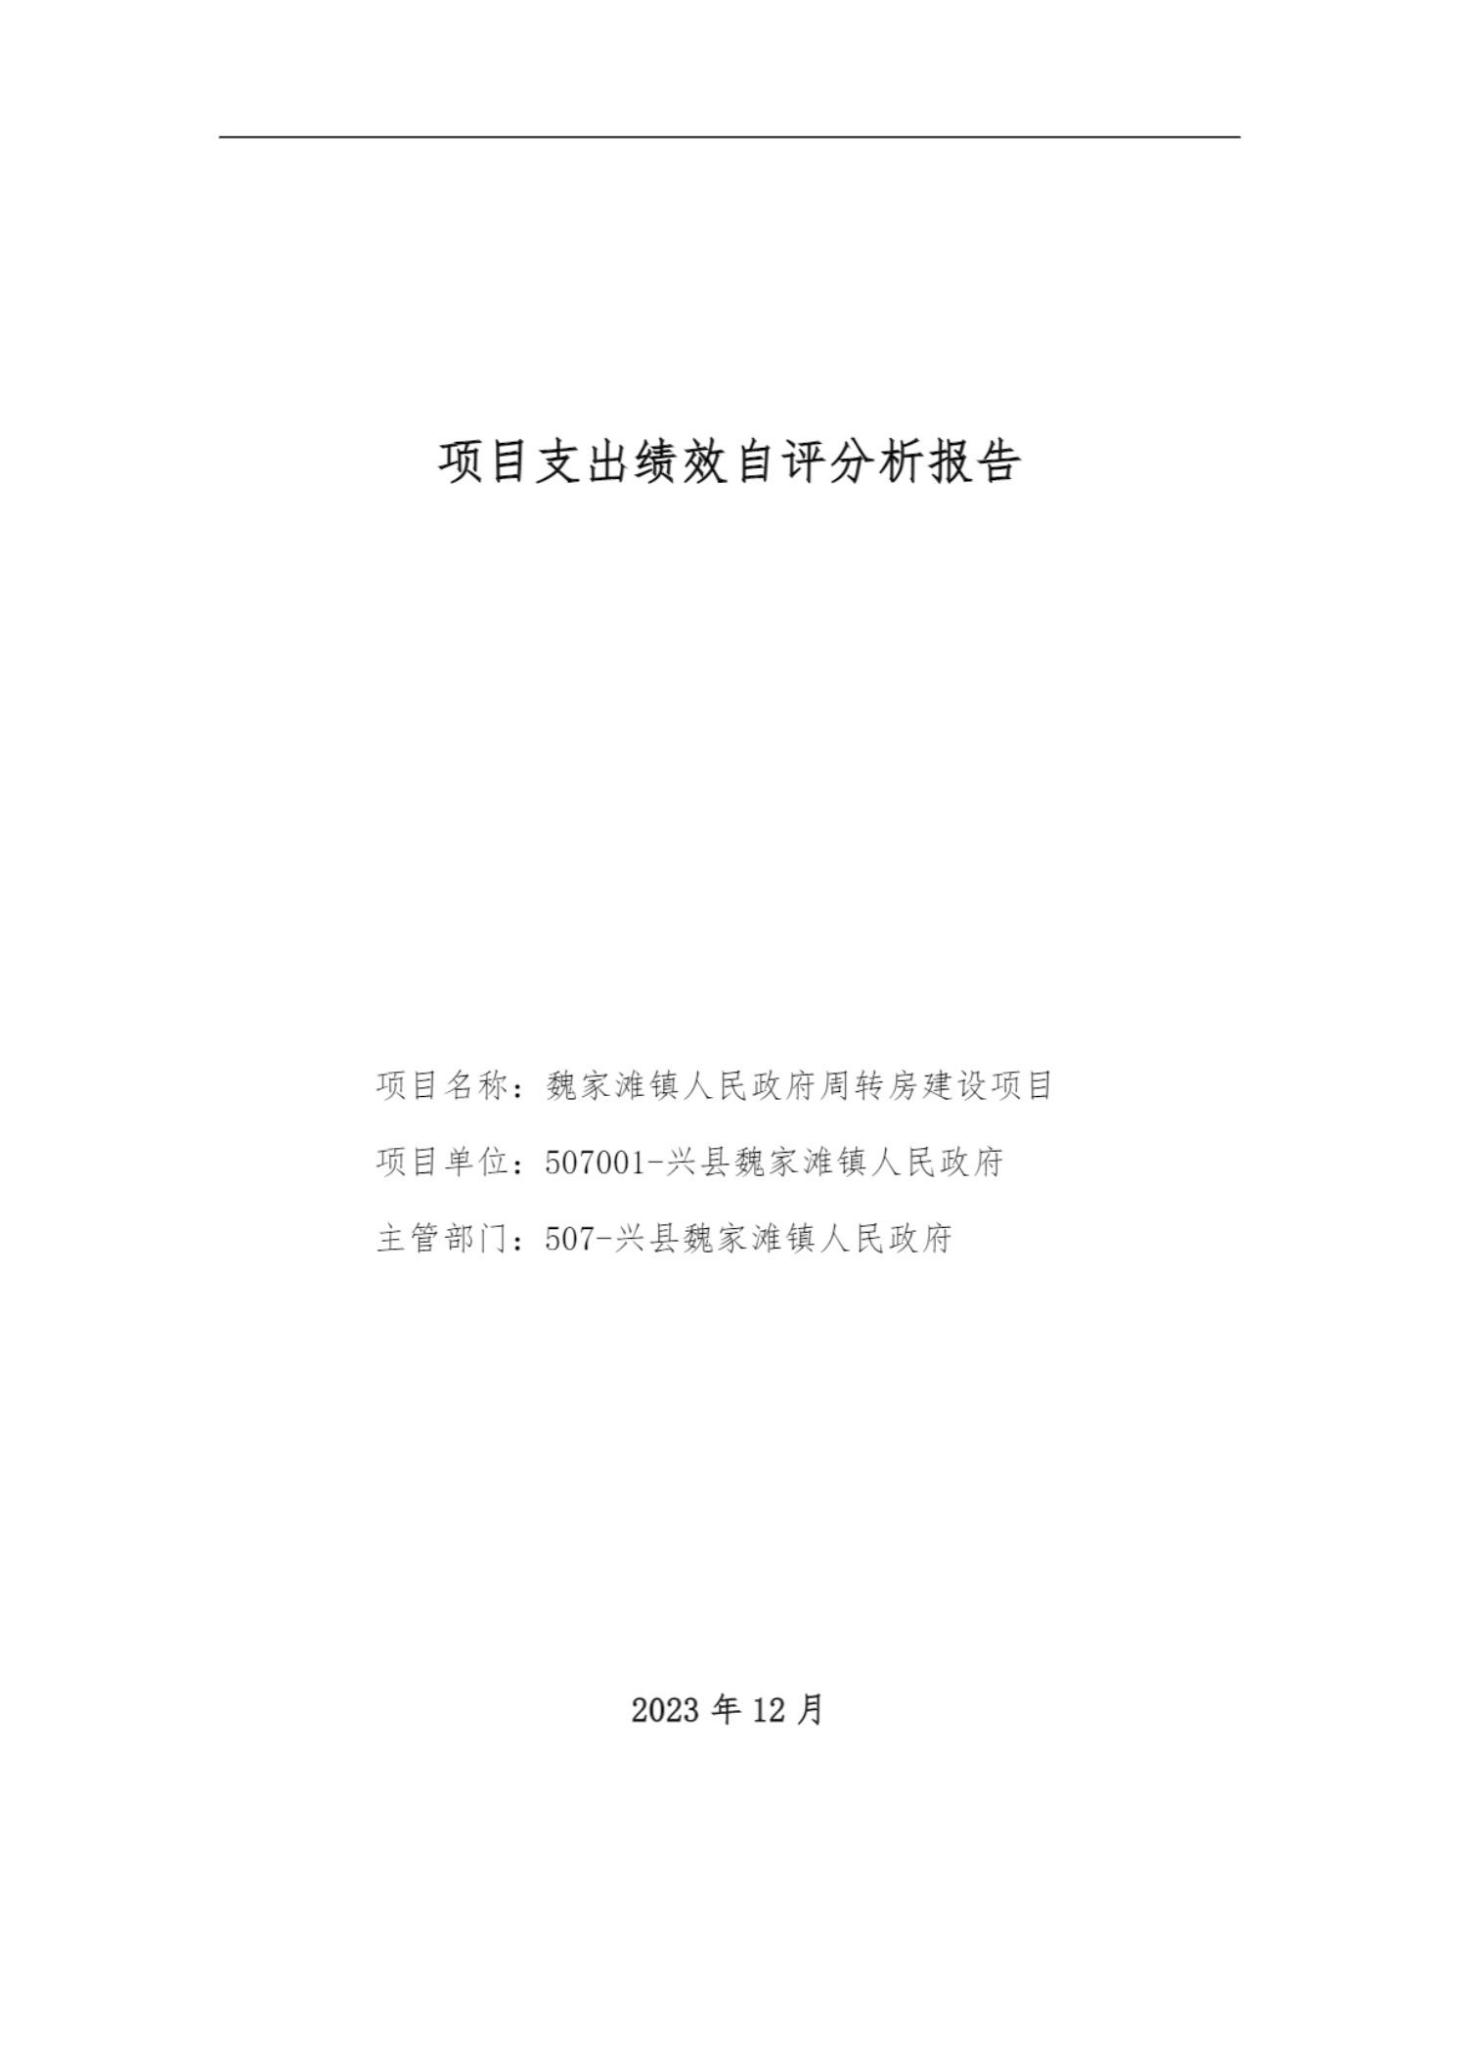 项目支出绩效自评分析报告
项目名称：魏家滩镇人民政府周转房建设项目
项目单位：507001-兴县魏家滩镇人民政府
主管部门：507-兴县魏家滩镇人民政府
2023 年 12 月